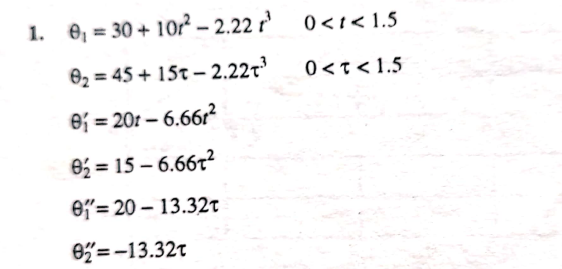 1. θ₁ = 30 + 10t² – 2.22 t³ 0 < t < 1.5
θ₂ = 45 + 15τ – 2.22τ³ 0 < τ < 1.5
θ₁′ = 20t – 6.66t²
θ₂′ = 15 – 6.66τ²
θ₁″ = 20 – 13.32τ
θ₂″ = –13.32τ